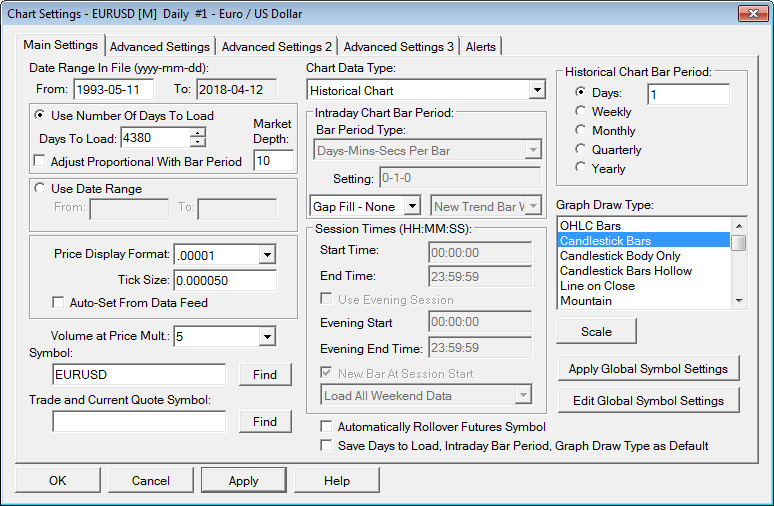 Chart Settings - EURUSD [M]  Daily  #1 - Euro / US Dollar
Main Settings
Advanced Settings
Advanced Settings 2
Advanced Settings 3
Alerts
Date Range In File (yyyy-mm-dd):
From: 1993-05-11 To: 2018-04-12
Use Number Of Days To Load
Days To Load: 4380
Market
Depth:
Adjust Proportional With Bar Period
10
Use Date Range
From: To:
Price Display Format: .00001
Tick Size: 0.000050
Auto-Set From Data Feed
Volume at Price Mult.: 5
Symbol:
EURUSD Find
Trade and Current Quote Symbol:
Find
Chart Data Type:
Historical Chart
Intraday Chart Bar Period:
Bar Period Type:
Days-Mins-Secs Per Bar
Setting: 0-1-0
Gap Fill - None New Trend Bar
Session Times (HH:MM:SS):
Start Time: 00:00:00
End Time: 23:59:59
Use Evening Session
Evening Start 00:00:00
Evening End Time: 23:59:59
New Bar At Session Start
Load All Weekend Data
Automatically Rollover Futures Symbol
Save Days to Load, Intraday Bar Period, Graph Draw Type as Default
Historical Chart Bar Period:
Days: 1
Weekly
Monthly
Quarterly
Yearly
Graph Draw Type:
OHLC Bars
Candlestick Bars
Candlestick Body Only
Candlestick Bars Hollow
Line on Close
Mountain
Scale
Apply Global Symbol Settings
Edit Global Symbol Settings
OK
Cancel
Apply
Help